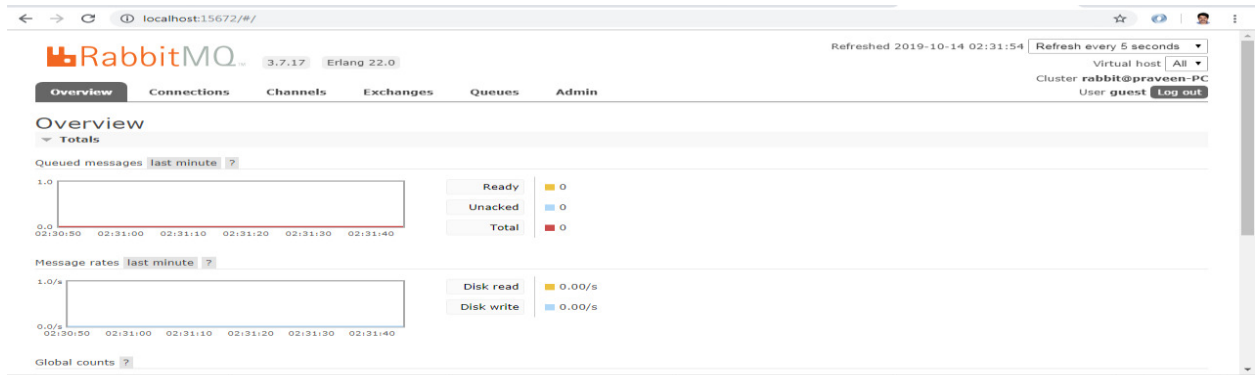 localhost:15672/#/
RabbitMQ 3.7.17 Erlang 22.0
Refreshed 2019-10-14 02:31:54 Refresh every 5 seconds
Virtual host All
Cluster rabbit@praveen-PC
User guest Log out
Overview Connections Channels Exchanges Queues Admin
Overview
Totals
Queued messages last minute ?
1.0
0.0
02:30:50 02:31:00 02:31:10 02:31:20 02:31:30 02:31:40
Ready 0
Unacked 0
Total 0
Message rates last minute ?
1.0/s
0.0/s
02:30:50 02:31:00 02:31:10 02:31:20 02:31:30 02:31:40
Disk read 0.00/s
Disk write 0.00/s
Global counts ?